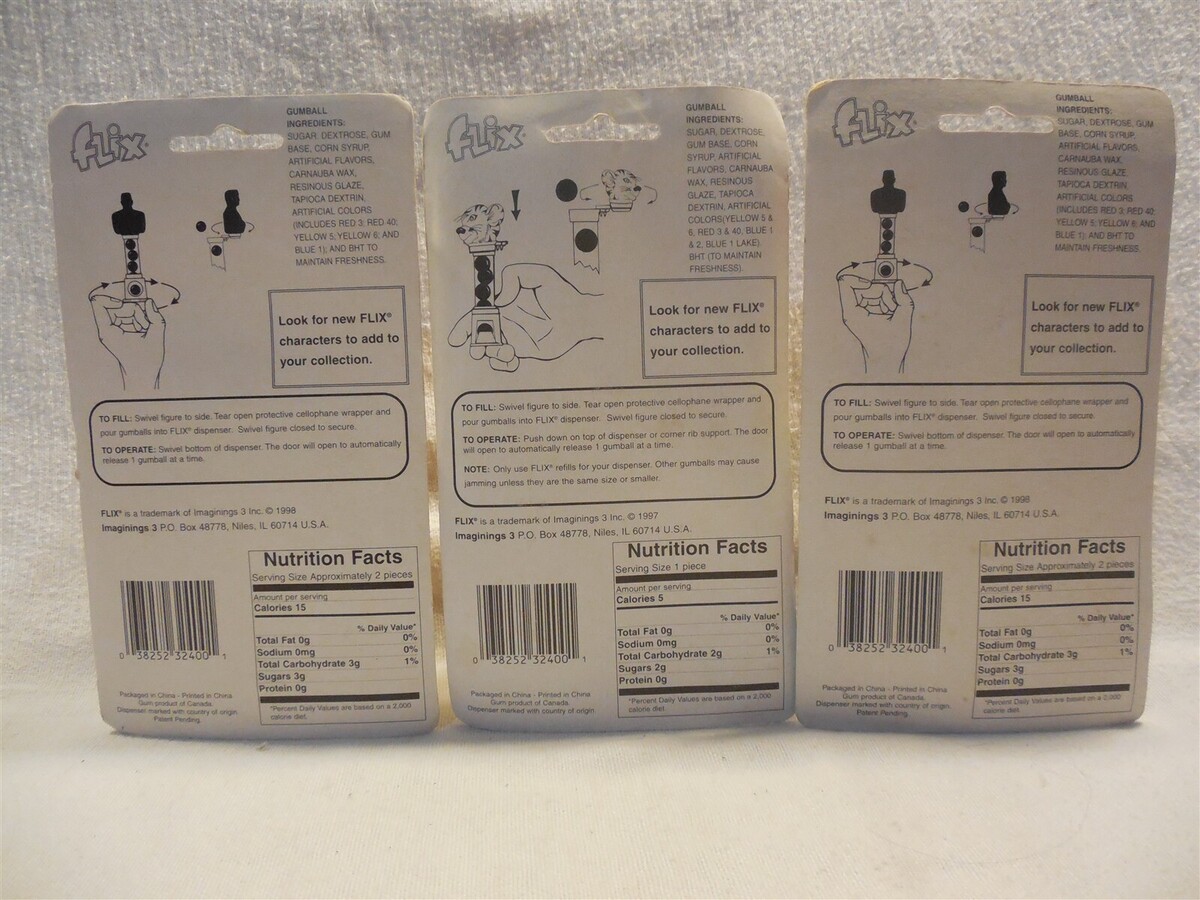 fLix®
GUMBALL
INGREDIENTS:
SUGAR, DEXTROSE, GUM
BASE, CORN SYRUP,
ARTIFICIAL FLAVORS,
CARNAUBA WAX,
RESINOUS GLAZE,
TAPIOCA DEXTRIN,
ARTIFICIAL COLORS
(INCLUDES RED 3; RED 40;
YELLOW 5; YELLOW 6; AND
BLUE 1); AND BHT TO
MAINTAIN FRESHNESS.
Look for new FLIX®
characters to add to
your collection.
TO FILL: Swivel figure to side. Tear open protective cellophane wrapper and
pour gumballs into FLIX® dispenser. Swivel figure closed to secure.
TO OPERATE: Swivel bottom of dispenser. The door will open to automatically
release 1 gumball at a time.
FLIX® is a trademark of Imaginings 3 Inc. © 1998
Imaginings 3 P.O. Box 48778, Niles, IL 60714 U.S.A.
Nutrition Facts
Serving Size Approximately 2 pieces
Amount per serving
Calories 15
% Daily Value*
Total Fat 0g 0%
Sodium 0mg 0%
Total Carbohydrate 3g 1%
Sugars 3g
Protein 0g
*Percent Daily Values are based on a 2,000
calorie diet.
0 38252 32400 1
Packaged in China - Printed in China
Gum product of Canada.
Dispenser marked with country of origin.
Patent Pending.
fLix®
GUMBALL
INGREDIENTS:
SUGAR, DEXTROSE,
GUM BASE, CORN
SYRUP, ARTIFICIAL
FLAVORS, CARNAUBA
WAX, RESINOUS
GLAZE, TAPIOCA
DEXTRIN, ARTIFICIAL
COLORS(YELLOW 5 &
6, RED 3 & 40, BLUE 1
& 2, BLUE 1 LAKE).
BHT (TO MAINTAIN
FRESHNESS).
Look for new FLIX®
characters to add to
your collection.
TO FILL: Swivel figure to side. Tear open protective cellophane wrapper and
pour gumballs into FLIX® dispenser. Swivel figure closed to secure.
TO OPERATE: Push down on top of dispenser or corner rib support. The door
will open to automatically release 1 gumball at a time.
NOTE: Only use FLIX® refills for your dispenser. Other gumballs may cause
jamming unless they are the same size or smaller.
FLIX® is a trademark of Imaginings 3 Inc. © 1997
Imaginings 3 P.O. Box 48778, Niles, IL 60714 U.S.A.
Nutrition Facts
Serving Size 1 piece
Amount per serving
Calories 5
% Daily Value*
Total Fat 0g 0%
Sodium 0mg 0%
Total Carbohydrate 2g 1%
Sugars 2g
Protein 0g
*Percent Daily Values are based on a 2,000
calorie diet.
0 38252 32400 1
Packaged in China - Printed in China
Gum product of Canada.
Dispenser marked with country of origin.
fLix®
GUMBALL
INGREDIENTS:
SUGAR, DEXTROSE, GUM
BASE, CORN SYRUP,
ARTIFICIAL FLAVORS,
CARNAUBA WAX,
RESINOUS GLAZE,
TAPIOCA DEXTRIN,
ARTIFICIAL COLORS
(INCLUDES RED 3; RED 40;
YELLOW 5; YELLOW 6; AND
BLUE 1); AND BHT TO
MAINTAIN FRESHNESS.
Look for new FLIX®
characters to add to
your collection.
TO FILL: Swivel figure to side. Tear open protective cellophane wrapper and
pour gumballs into FLIX® dispenser. Swivel figure closed to secure.
TO OPERATE: Swivel bottom of dispenser. The door will open to automatically
release 1 gumball at a time.
FLIX® is a trademark of Imaginings 3 Inc. © 1998
Imaginings 3 P.O. Box 48778, Niles, IL 60714 U.S.A.
Nutrition Facts
Serving Size Approximately 2 pieces
Amount per serving
Calories 15
% Daily Value*
Total Fat 0g 0%
Sodium 0mg 0%
Total Carbohydrate 3g 1%
Sugars 3g
Protein 0g
*Percent Daily Values are based on a 2,000
calorie diet.
0 38252 32400 1
Packaged in China - Printed in China
Gum product of Canada.
Dispenser marked with country of origin.
Patent Pending.